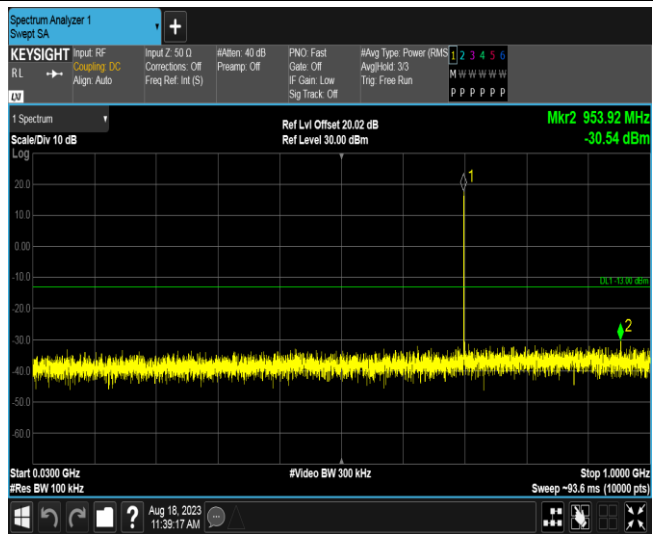 Spectrum Analyzer 1
Swept SA
+
KEYSIGHT
RL
Input: RF
Coupling: DC
Align: Auto
Input Z: 50 Ω
Corrections: Off
Freq Ref: Int (S)
#Atten: 40 dB
Preamp: Off
PNO: Fast
Gate: Off
IF Gain: Low
Sig Track: Off
#Avg Type: Power (RMS
Avg|Hold: 3/3
Trig: Free Run
1 2 3 4 5 6
M W W W W W
P P P P P P
LXI
1 Spectrum
Scale/Div 10 dB
Log
Ref Lvl Offset 20.02 dB
Ref Level 30.00 dBm
Mkr2 953.92 MHz
-30.54 dBm
20.0
10.0
0.00
-10.0
-20.0
-30.0
-40.0
-50.0
-60.0
1
DL1 -13.00 dBm
2
Start 0.0300 GHz
#Res BW 100 kHz
#Video BW 300 kHz
Stop 1.0000 GHz
Sweep ~93.6 ms (10000 pts)
?
Aug 18, 2023
11:39:17 AM